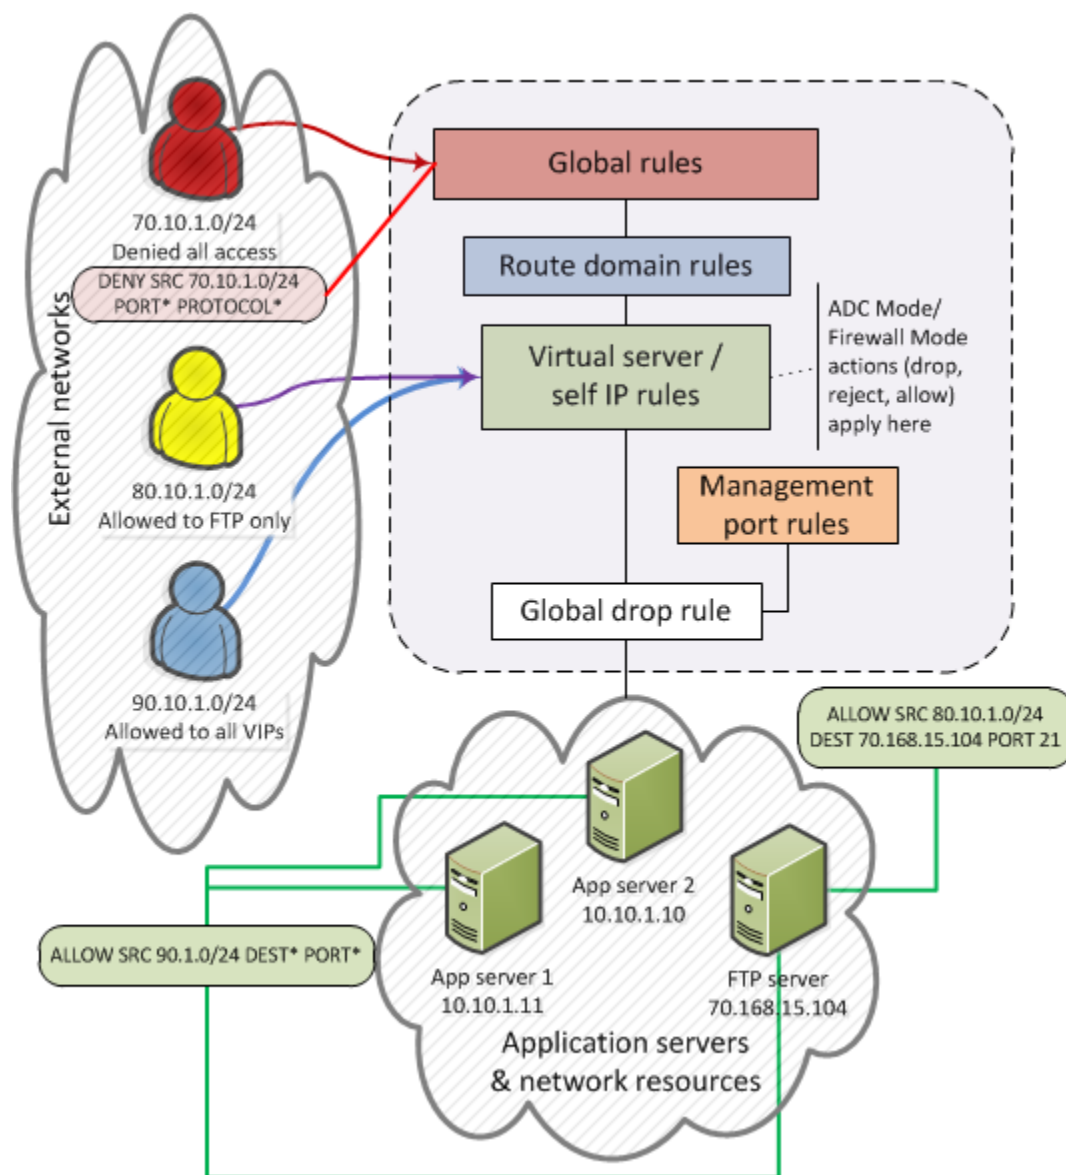 External networks
70.10.1.0/24
Denied all access
DENY SRC 70.10.1.0/24
PORT* PROTOCOL*
80.10.1.0/24
Allowed to FTP only
90.10.1.0/24
Allowed to all VIPs
Global rules
Route domain rules
Virtual server /
self IP rules
ADC Mode/
Firewall Mode
actions (drop,
reject, allow)
apply here
Management
port rules
Global drop rule
ALLOW SRC 80.10.1.0/24
DEST 70.168.15.104 PORT 21
ALLOW SRC 90.1.0/24 DEST* PORT*
App server 2
10.10.1.10
App server 1
10.10.1.11
FTP server
70.168.15.104
Application servers
& network resources